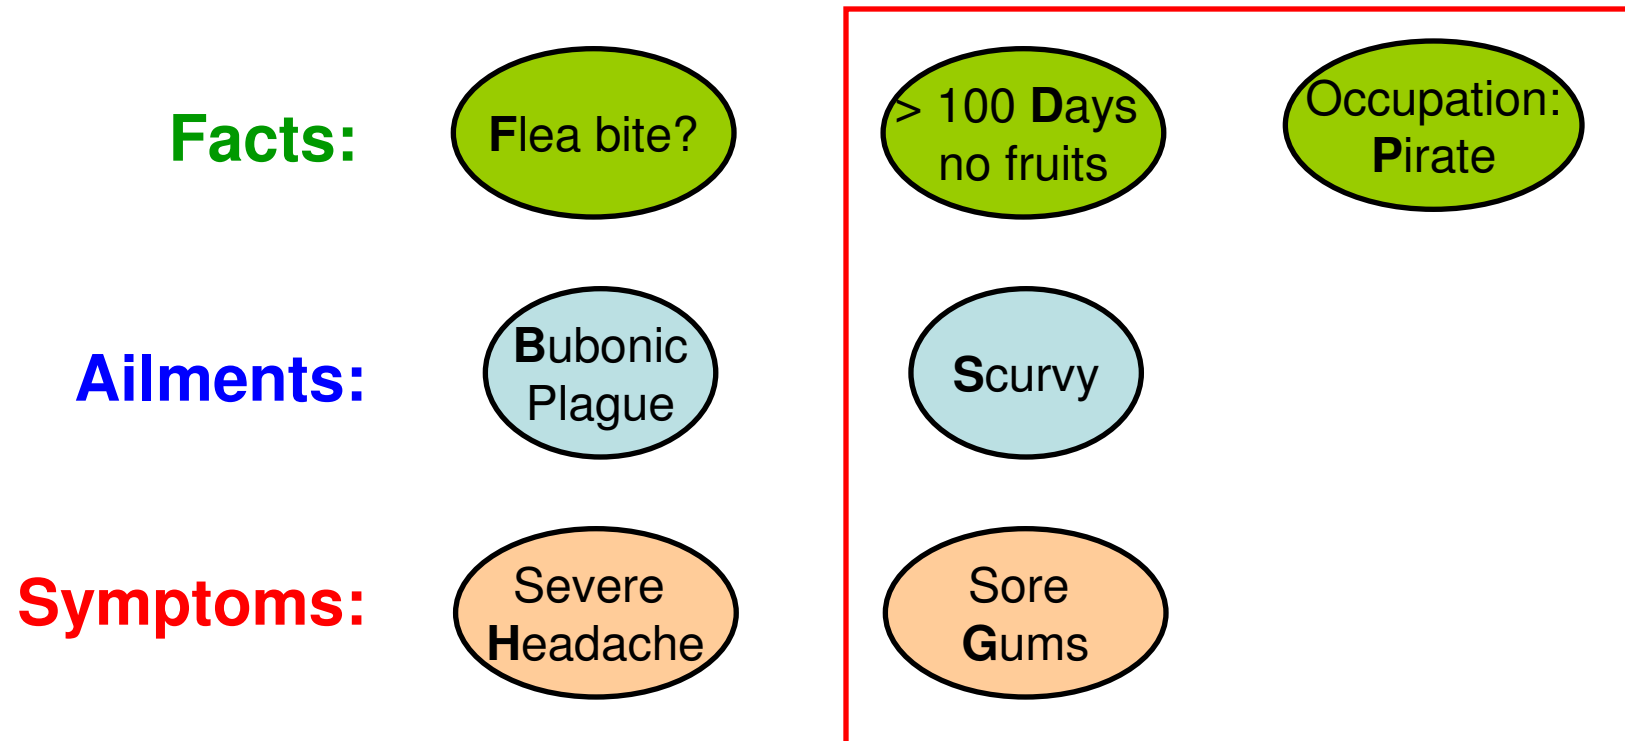 Facts:
Flea bite?
> 100 Days
no fruits
Occupation:
Pirate
Ailments:
Bubonic
Plague
Scurvy
Symptoms:
Severe
Headache
Sore
Gums